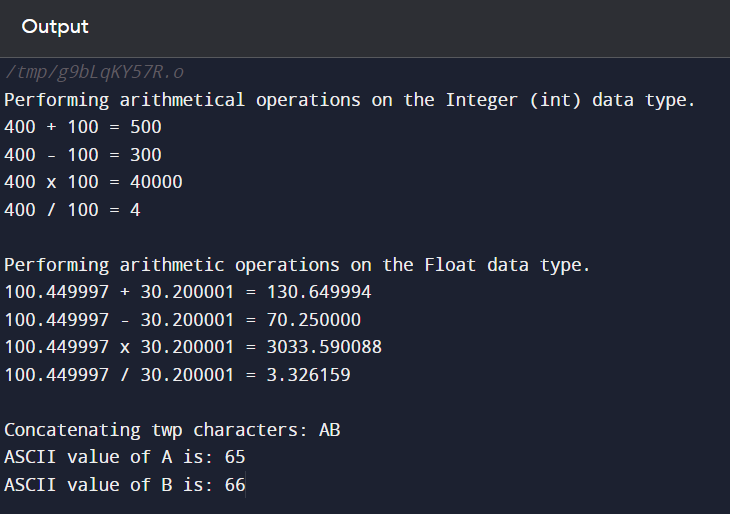 Output
/tmp/g9bLqKY57R.o
Performing arithmetical operations on the Integer (int) data type.
400 + 100 = 500
400 - 100 = 300
400 x 100 = 40000
400 / 100 = 4
Performing arithmetic operations on the Float data type.
100.449997 + 30.200001 = 130.649994
100.449997 - 30.200001 = 70.250000
100.449997 x 30.200001 = 3033.590088
100.449997 / 30.200001 = 3.326159
Concatenating twp characters: AB
ASCII value of A is: 65
ASCII value of B is: 66